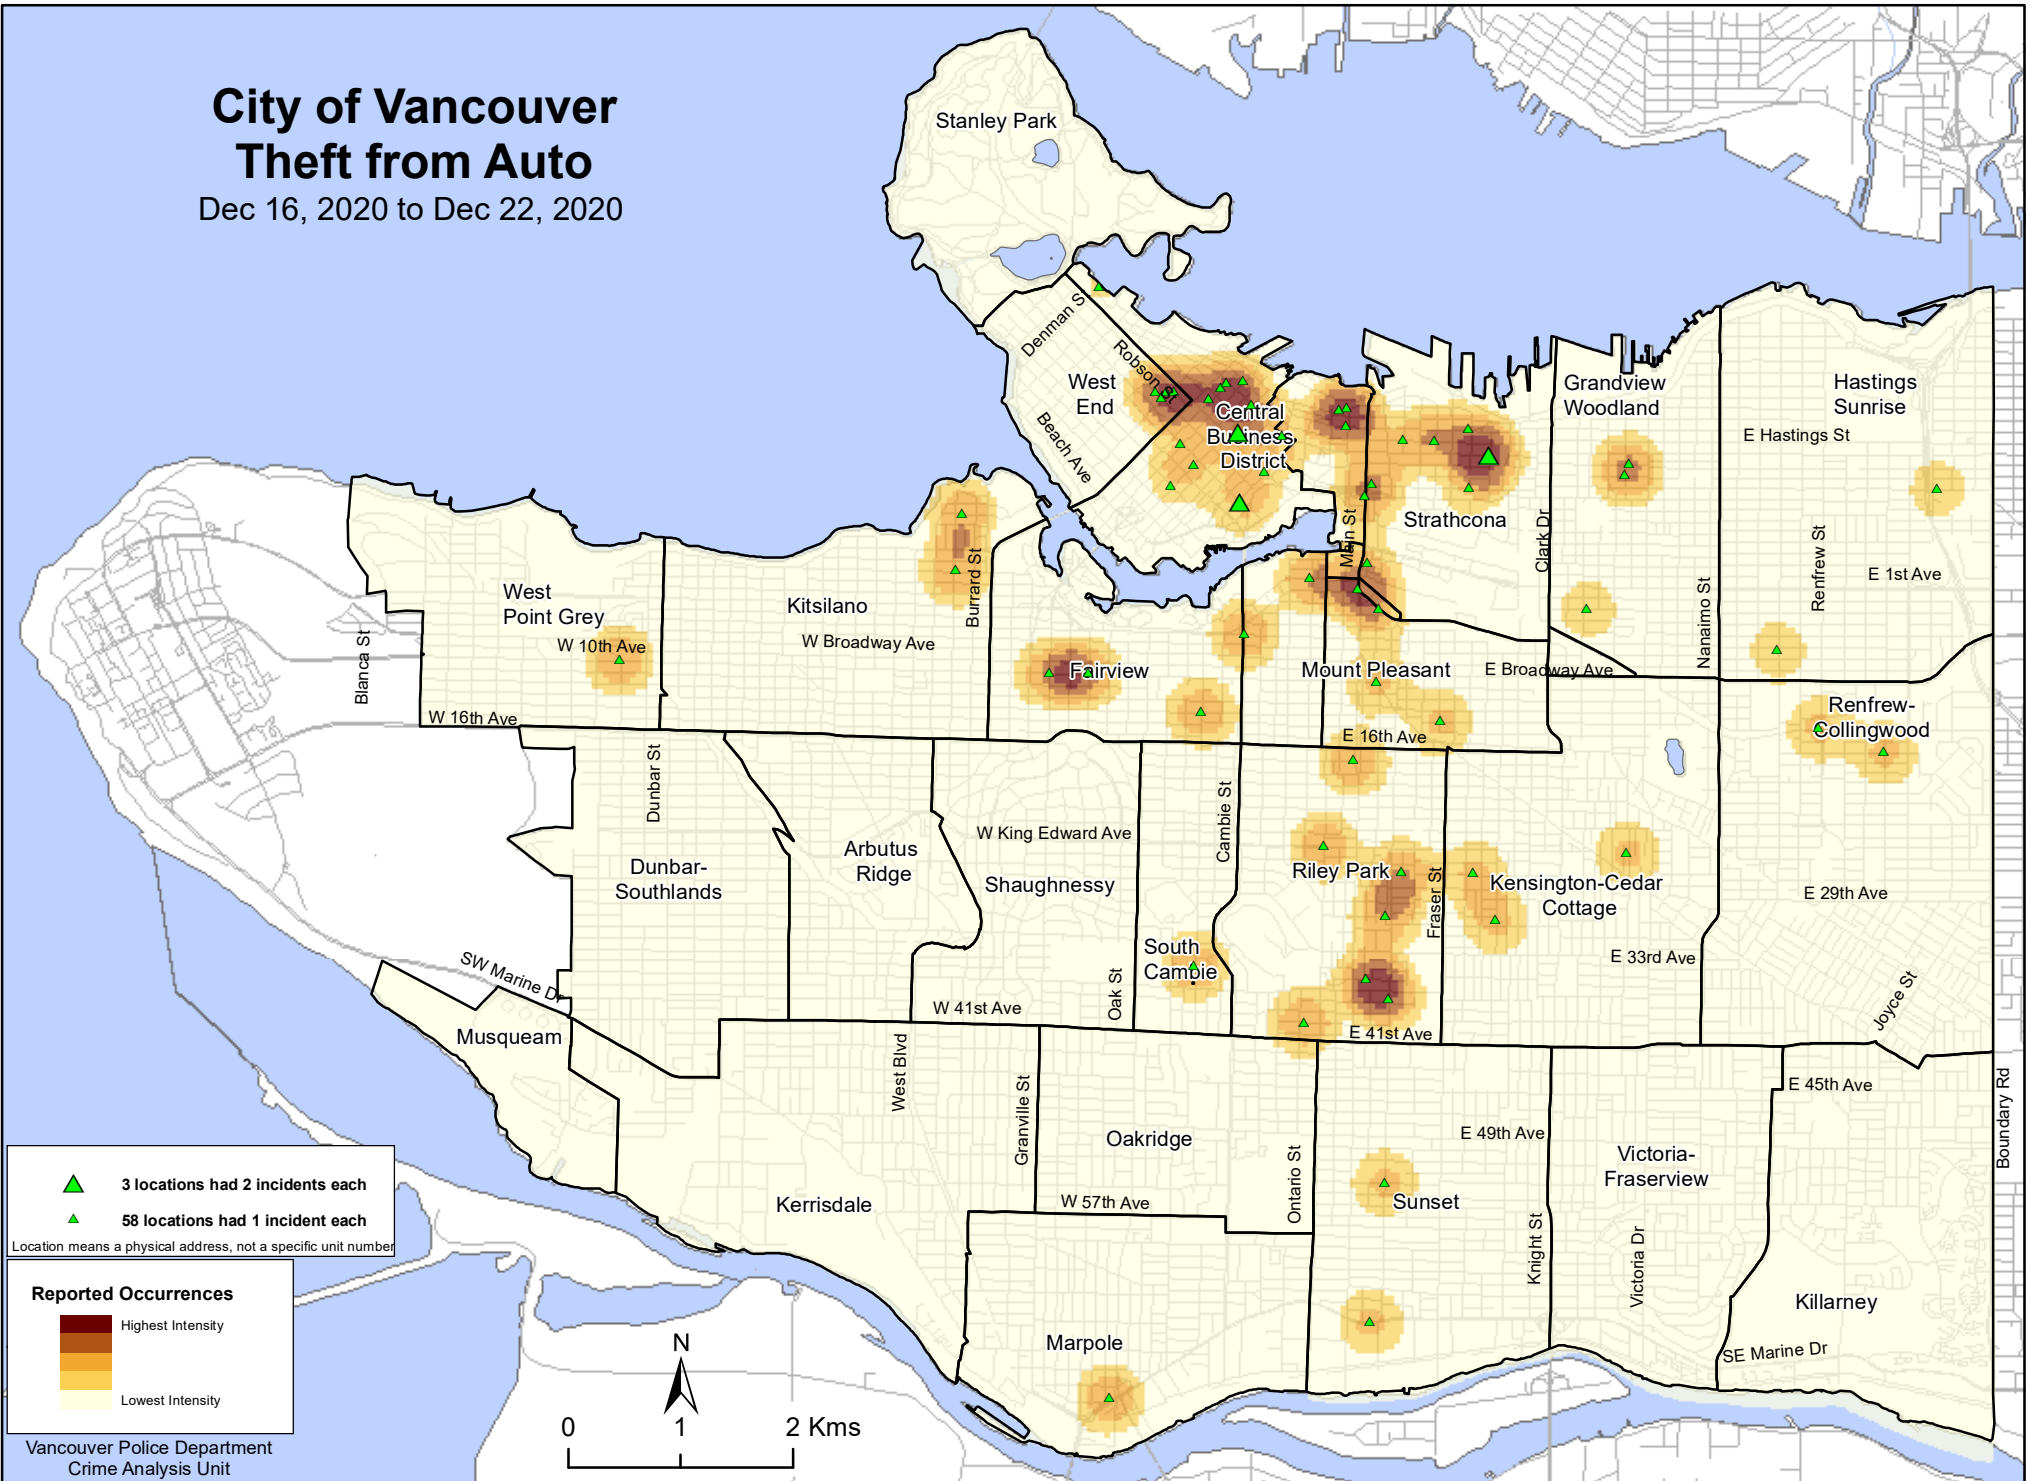 City of Vancouver
Theft from Auto
Dec 16, 2020 to Dec 22, 2020
Stanley Park
Denman S
Robson St
West
End
Beach Ave
Central
Business
District
Grandview
Woodland
Hastings
Sunrise
E Hastings St
Strathcona
Main St
Clark Dr
Nanaimo St
Renfrew St
E 1st Ave
West
Point Grey
W 10th Ave
Blanca St
W 16th Ave
Kitsilano
W Broadway Ave
Burrard St
Fairview
Mount Pleasant
E Broadway Ave
E 16th Ave
Renfrew-
Collingwood
Dunbar St
Dunbar-
Southlands
Arbutus
Ridge
W King Edward Ave
Shaughnessy
Cambie St
Riley Park
Fraser St
Kensington-Cedar
Cottage
E 29th Ave
South
Cambie
Oak St
E 33rd Ave
Joyce St
SW Marine Dr
W 41st Ave
E 41st Ave
Musqueam
West Blvd
Granville St
Oakridge
Ontario St
E 49th Ave
E 45th Ave
Boundary Rd
Victoria-
Fraserview
Kerrisdale
W 57th Ave
Sunset
Knight St
Victoria Dr
Killarney
Marpole
SE Marine Dr
3 locations had 2 incidents each
58 locations had 1 incident each
Location means a physical address, not a specific unit number
Reported Occurrences
Highest Intensity
Lowest Intensity
Vancouver Police Department
Crime Analysis Unit
N
0 1 2 Kms